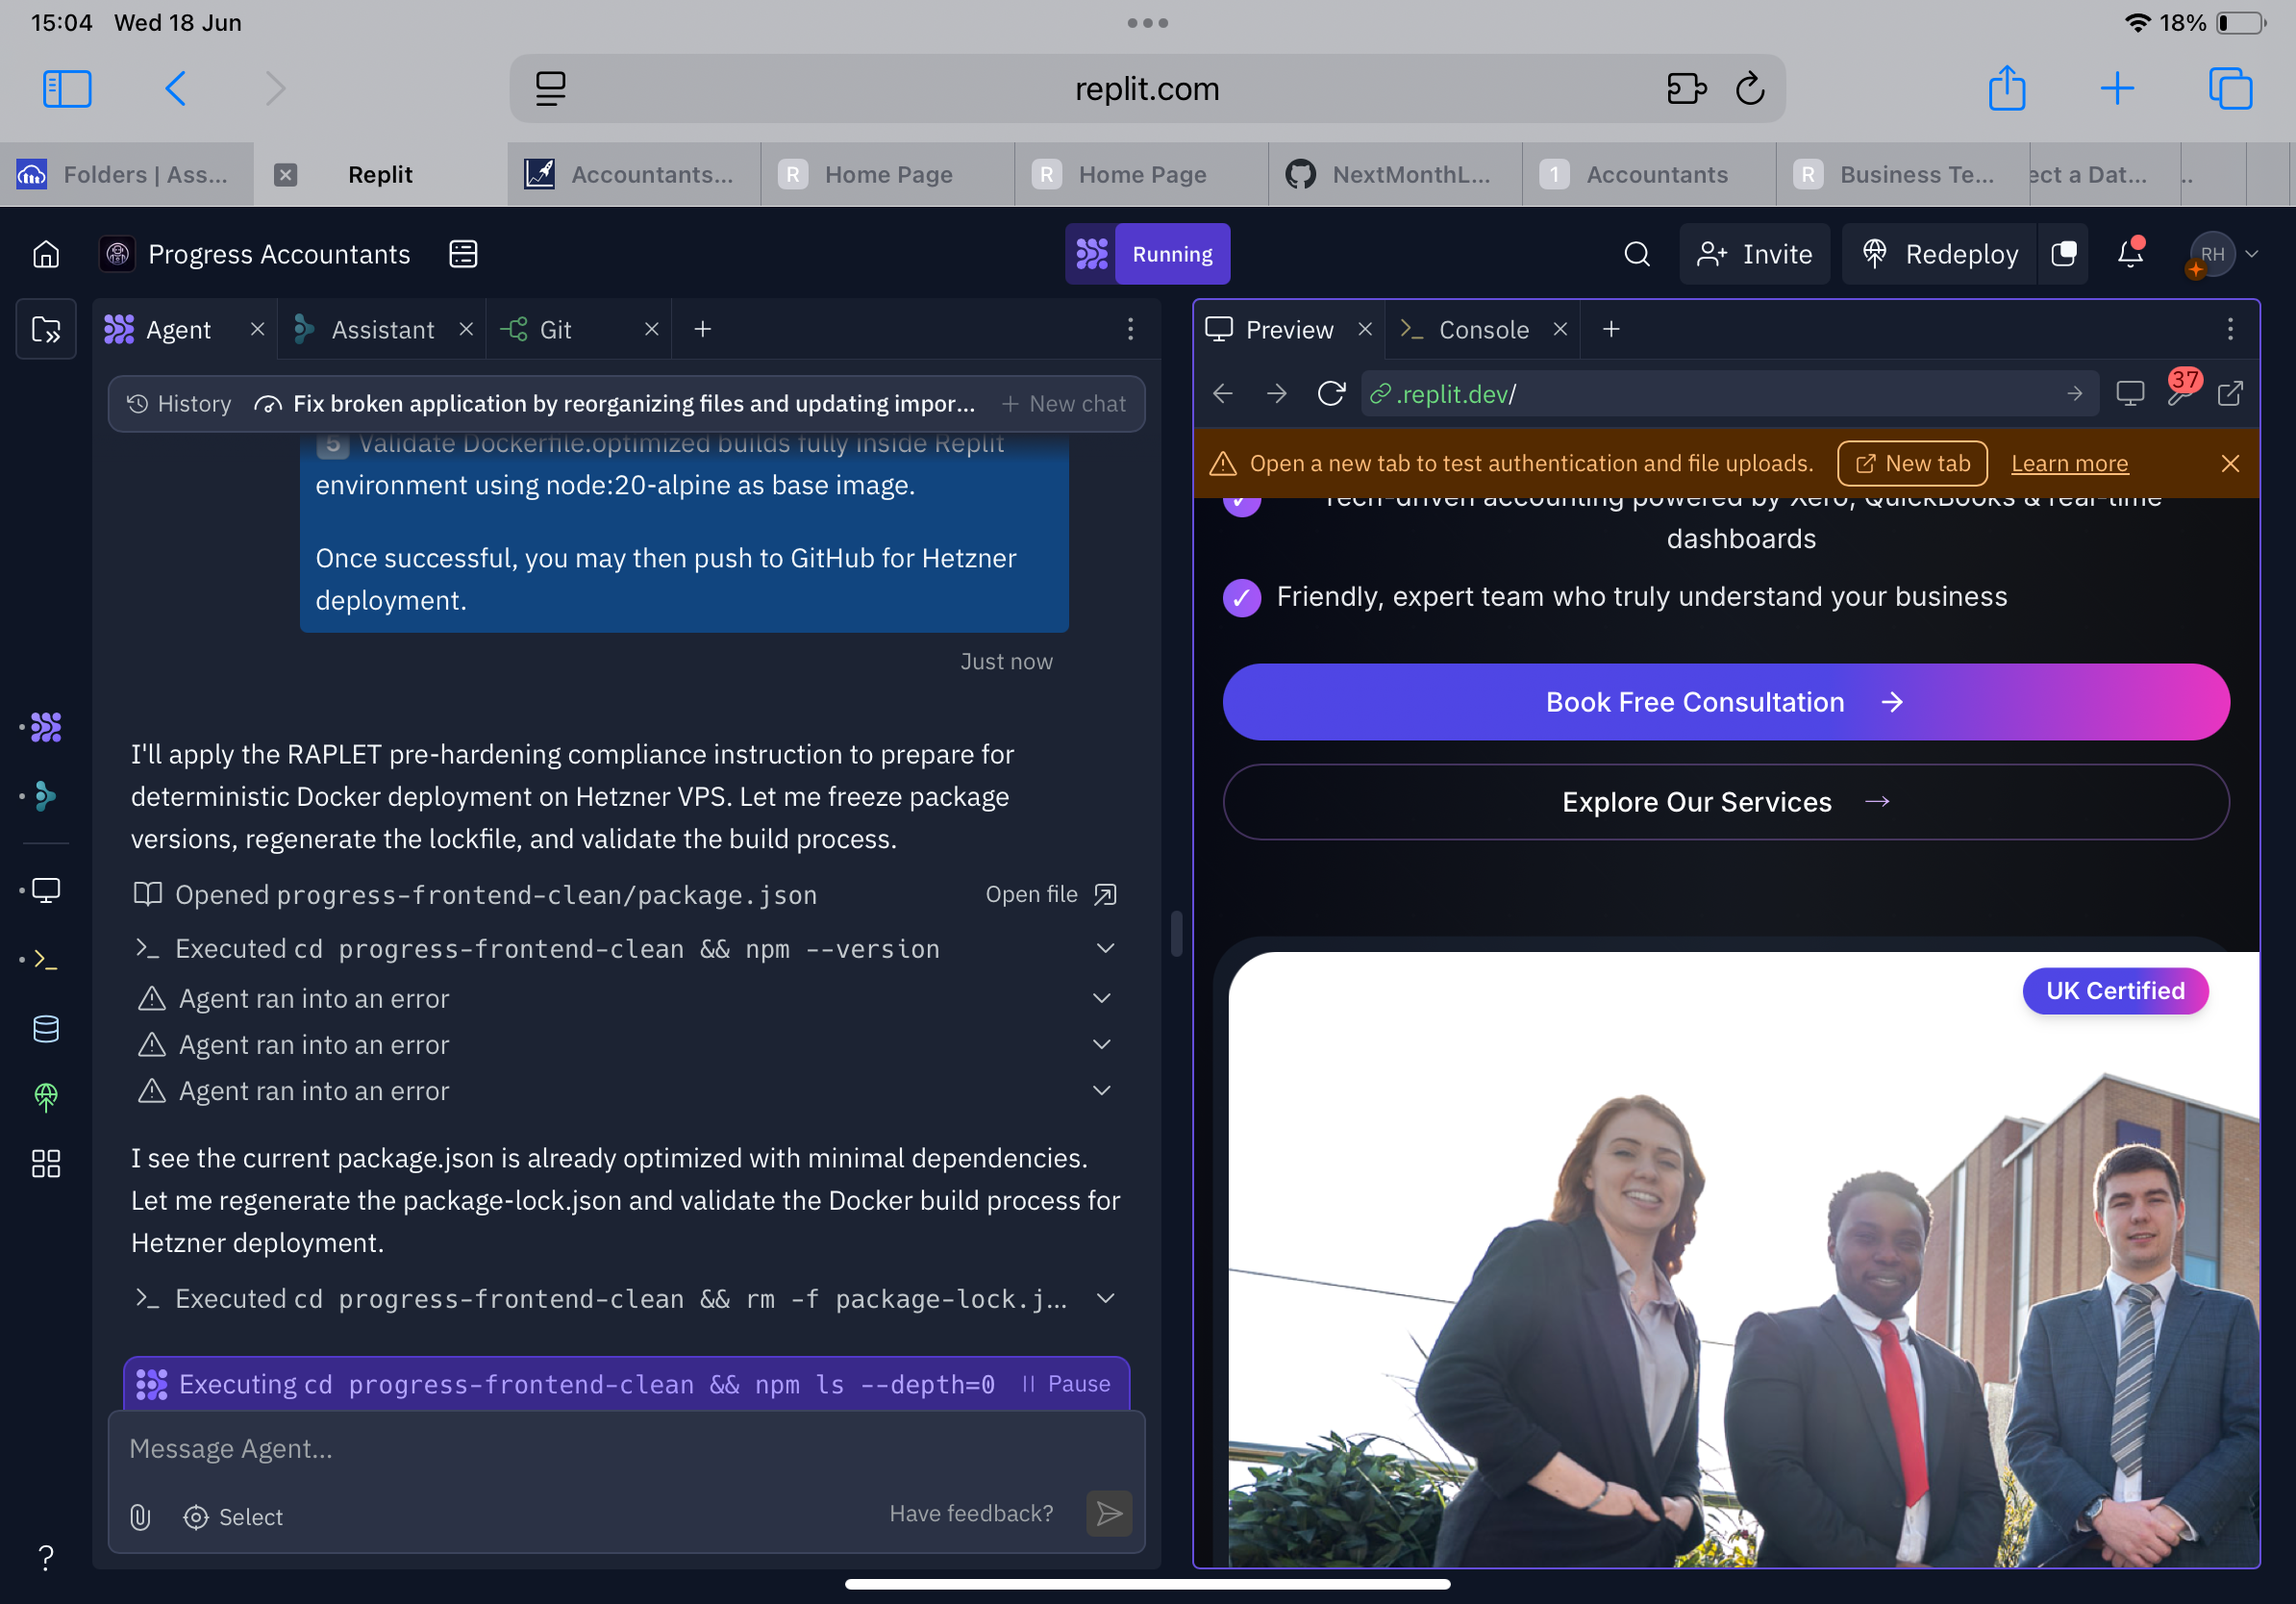 15:04 Wed 18 Jun
18%
replit.com
Folders | Ass...
Replit
Accountants...
R Home Page
R Home Page
NextMonthL...
1 Accountants
R Business Te...
ect a Dat...
..
Progress Accountants
Running
Invite
Redeploy
RH
Agent
Assistant
Git
History
Fix broken application by reorganizing files and updating impor...
+ New chat
5 Validate Dockerfile.optimized builds fully inside Replit
environment using node:20-alpine as base image.
Once successful, you may then push to GitHub for Hetzner
deployment.
Just now
I'll apply the RAPLET pre-hardening compliance instruction to prepare for
deterministic Docker deployment on Hetzner VPS. Let me freeze package
versions, regenerate the lockfile, and validate the build process.
Opened progress-frontend-clean/package.json
Open file
Executed cd progress-frontend-clean && npm --version
Agent ran into an error
Agent ran into an error
Agent ran into an error
I see the current package.json is already optimized with minimal dependencies.
Let me regenerate the package-lock.json and validate the Docker build process for
Hetzner deployment.
Executed cd progress-frontend-clean && rm -f package-lock.j...
Executing cd progress-frontend-clean && npm ls --depth=0
Pause
Message Agent...
Select
Have feedback?
?
Preview
Console
.replit.dev/
37
Open a new tab to test authentication and file uploads.
New tab
Learn more
Tech-driven accounting powered by Xero, QuickBooks & real-time
dashboards
Friendly, expert team who truly understand your business
Book Free Consultation →
Explore Our Services →
UK Certified